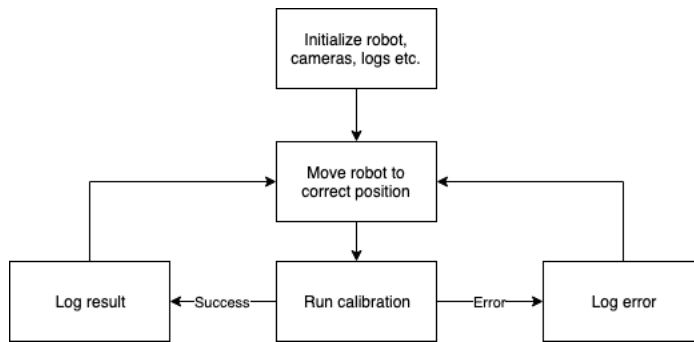 Initialize robot,
cameras, logs etc.
Move robot to
correct position
Log result
Success
Run calibration
Error
Log error